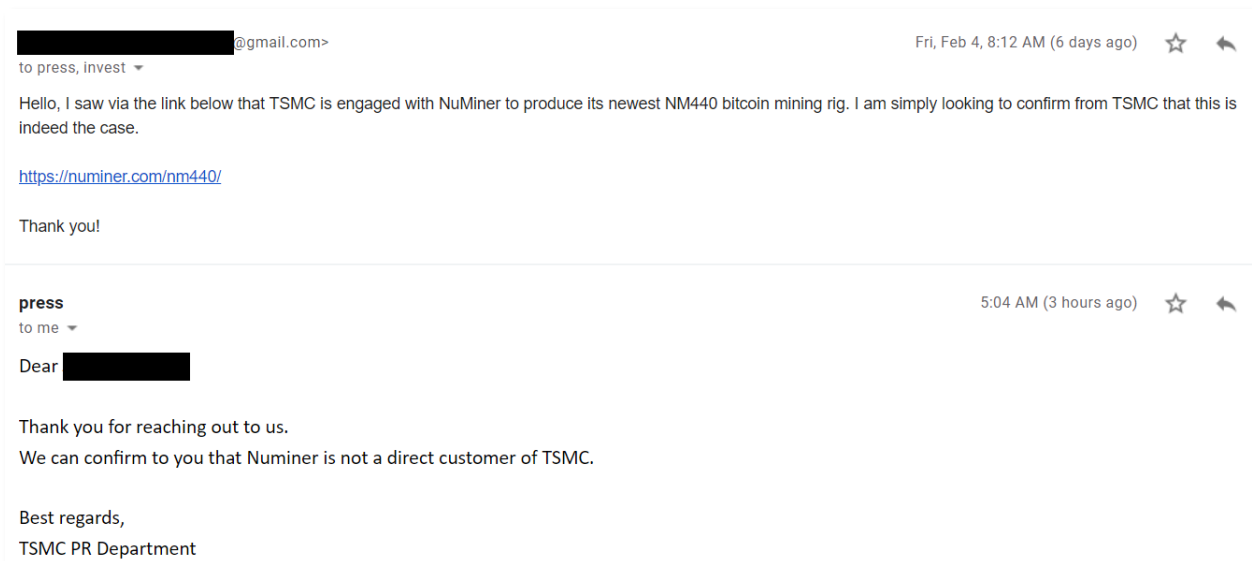 @gmail.com>
Fri, Feb 4, 8:12 AM (6 days ago)
to press, invest
Hello, I saw via the link below that TSMC is engaged with NuMiner to produce its newest NM440 bitcoin mining rig. I am simply looking to confirm from TSMC that this is
indeed the case.
https://numiner.com/nm440/
Thank you!
press
5:04 AM (3 hours ago)
to me
Dear
Thank you for reaching out to us.
We can confirm to you that Numiner is not a direct customer of TSMC.
Best regards,
TSMC PR Department